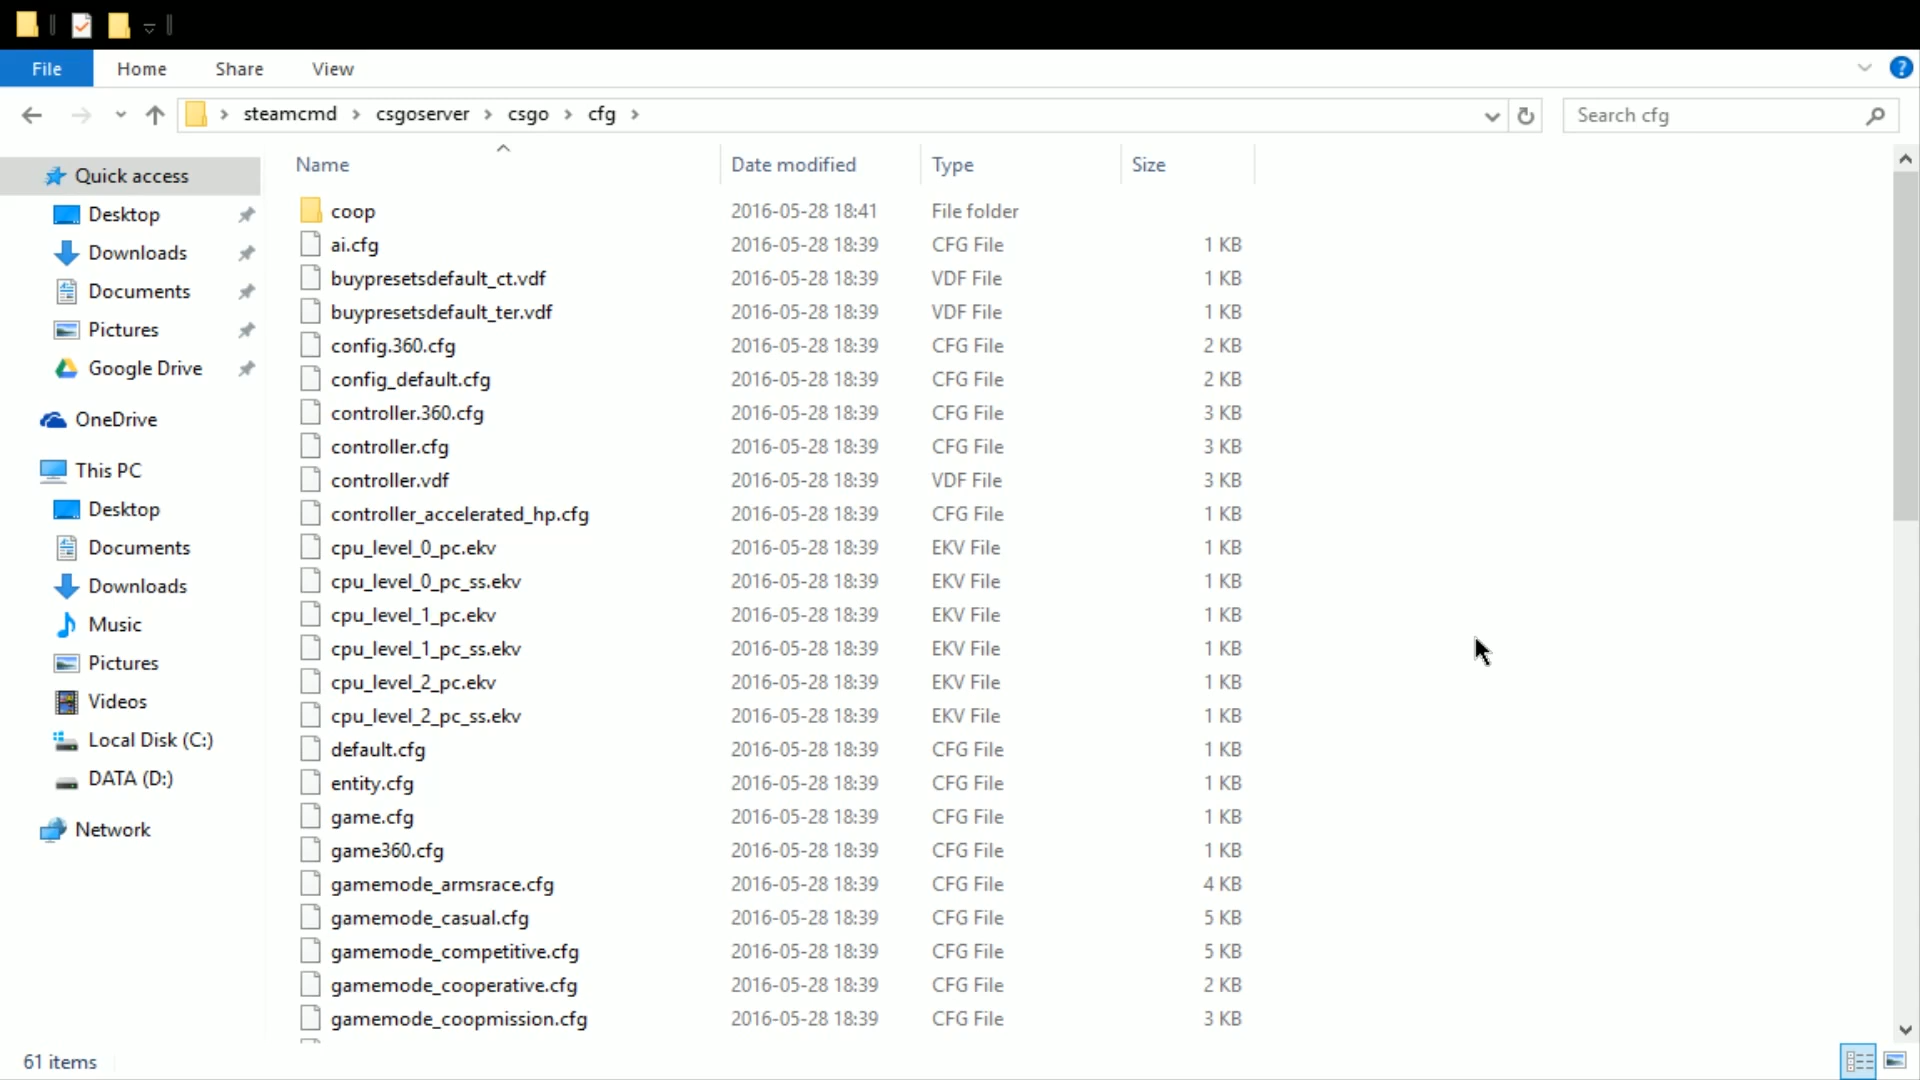 File Home Share View
steamcmd csgoserver csgo cfg Search cfg
Name Date modified Type Size
Quick access
Desktop
Downloads
Documents
Pictures
Google Drive
OneDrive
This PC
Desktop
Documents
Downloads
Music
Pictures
Videos
Local Disk (C:)
DATA (D:)
Network
coop 2016-05-28 18:41 File folder
ai.cfg 2016-05-28 18:39 CFG File 1 KB
buypresetsdefault_ct.vdf 2016-05-28 18:39 VDF File 1 KB
buypresetsdefault_ter.vdf 2016-05-28 18:39 VDF File 1 KB
config.360.cfg 2016-05-28 18:39 CFG File 2 KB
config_default.cfg 2016-05-28 18:39 CFG File 2 KB
controller.360.cfg 2016-05-28 18:39 CFG File 3 KB
controller.cfg 2016-05-28 18:39 CFG File 3 KB
controller.vdf 2016-05-28 18:39 VDF File 3 KB
controller_accelerated_hp.cfg 2016-05-28 18:39 CFG File 1 KB
cpu_level_0_pc.ekv 2016-05-28 18:39 EKV File 1 KB
cpu_level_0_pc_ss.ekv 2016-05-28 18:39 EKV File 1 KB
cpu_level_1_pc.ekv 2016-05-28 18:39 EKV File 1 KB
cpu_level_1_pc_ss.ekv 2016-05-28 18:39 EKV File 1 KB
cpu_level_2_pc.ekv 2016-05-28 18:39 EKV File 1 KB
cpu_level_2_pc_ss.ekv 2016-05-28 18:39 EKV File 1 KB
default.cfg 2016-05-28 18:39 CFG File 1 KB
entity.cfg 2016-05-28 18:39 CFG File 1 KB
game.cfg 2016-05-28 18:39 CFG File 1 KB
game360.cfg 2016-05-28 18:39 CFG File 1 KB
gamemode_armsrace.cfg 2016-05-28 18:39 CFG File 4 KB
gamemode_casual.cfg 2016-05-28 18:39 CFG File 5 KB
gamemode_competitive.cfg 2016-05-28 18:39 CFG File 5 KB
gamemode_cooperative.cfg 2016-05-28 18:39 CFG File 2 KB
gamemode_coopmission.cfg 2016-05-28 18:39 CFG File 3 KB
61 items